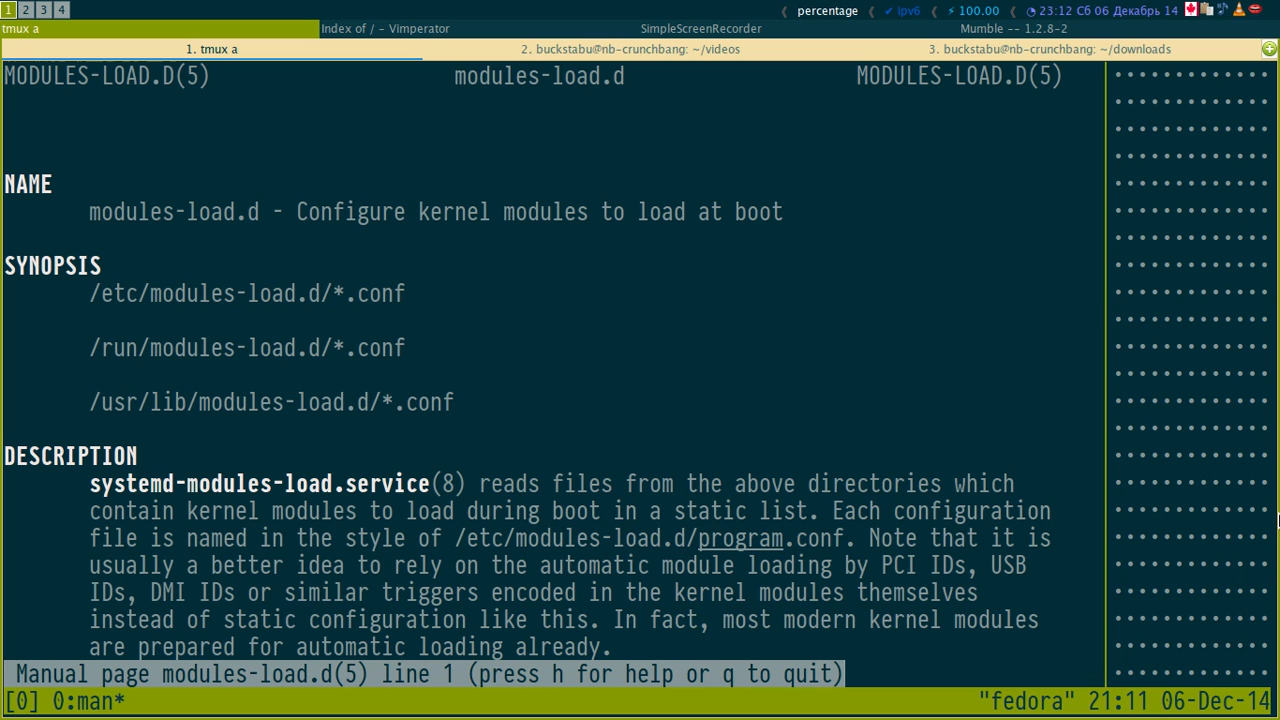 1 2 3 4 percentage ipv6 100.00 23:12 Сб 06 Декабрь 14
tmux a Index of / - Vimperator SimpleScreenRecorder Mumble -- 1.2.8-2
1. tmux a 2. buckstabu@nb-crunchbang: ~/videos 3. buckstabu@nb-crunchbang: ~/downloads
MODULES-LOAD.D(5) modules-load.d MODULES-LOAD.D(5)
NAME
modules-load.d - Configure kernel modules to load at boot
SYNOPSIS
/etc/modules-load.d/*.conf
/run/modules-load.d/*.conf
/usr/lib/modules-load.d/*.conf
DESCRIPTION
systemd-modules-load.service(8) reads files from the above directories which
contain kernel modules to load during boot in a static list. Each configuration
file is named in the style of /etc/modules-load.d/program.conf. Note that it is
usually a better idea to rely on the automatic module loading by PCI IDs, USB
IDs, DMI IDs or similar triggers encoded in the kernel modules themselves
instead of static configuration like this. In fact, most modern kernel modules
are prepared for automatic loading already.
Manual page modules-load.d(5) line 1 (press h for help or q to quit)
[0] 0:man* "fedora" 21:11 06-Dec-14